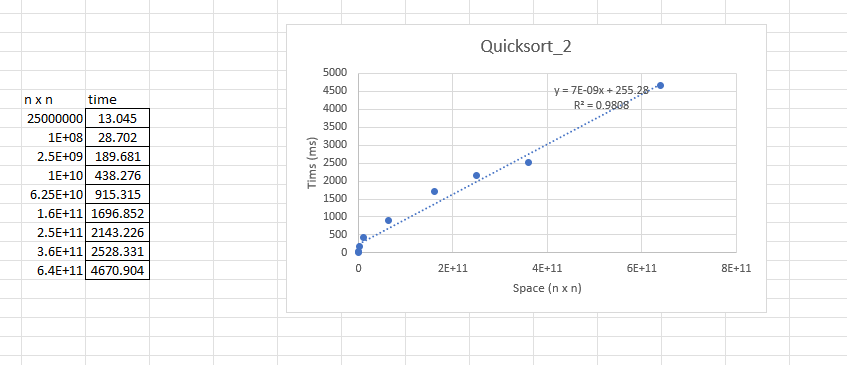 n x n time
25000000 13.045
1E+08 28.702
2.5E+09 189.681
1E+10 438.276
6.25E+10 915.315
1.6E+11 1696.852
2.5E+11 2143.226
3.6E+11 2528.331
6.4E+11 4670.904
Quicksort_2
5000
4500
4000
3500
3000
2500
2000
1500
1000
500
0
Tims (ms)
y = 7E-09x + 255.28
R² = 0.9808
0 2E+11 4E+11 6E+11 8E+11
Space (n x n)